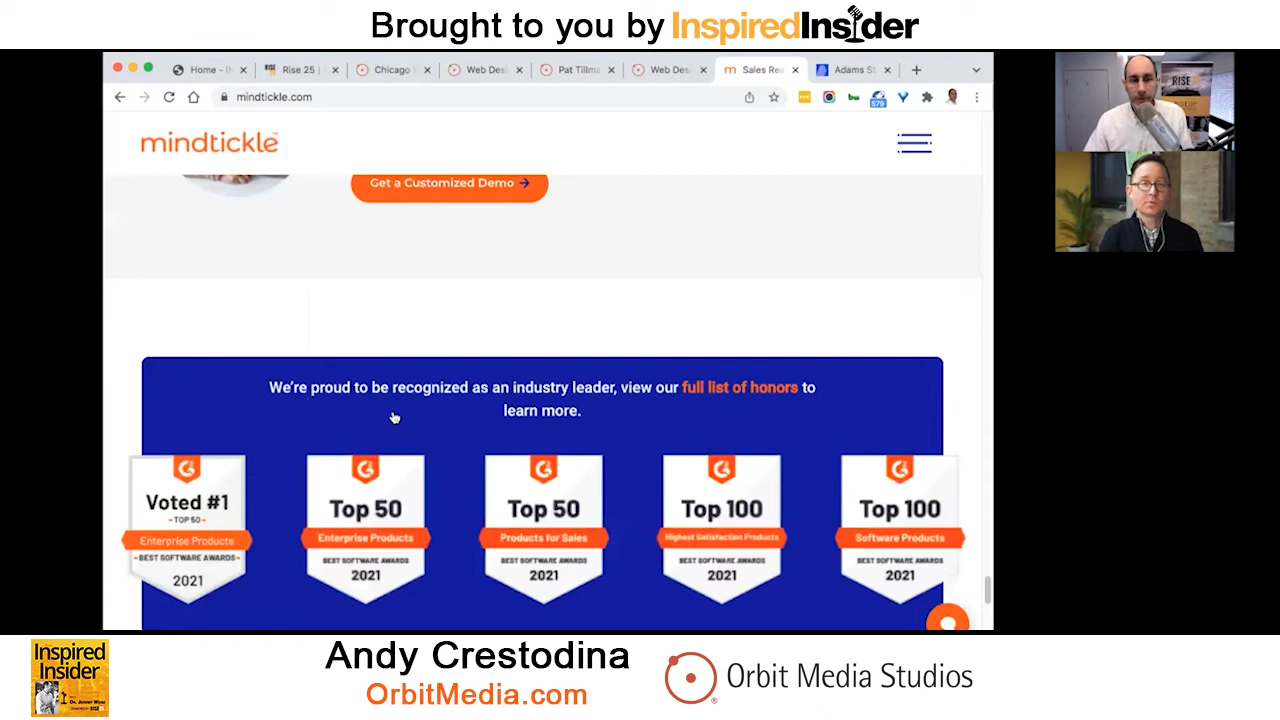 Brought to you by InspiredInsider
Home - Ih
Rise 25 |
Chicago
Web Desi
Pat Tillma
Web Desi
Sales Rea
Adams St
mindtickle.com
579
mindtickle
Get a Customized Demo →
We're proud to be recognized as an industry leader, view our full list of honors to
learn more.
Voted #1
-TOP 50-
Enterprise Products
-BEST SOFTWARE AWARDS-
2021
Top 50
Enterprise Products
BEST SOFTWARE AWARDS
2021
Top 50
Products for Sales
BEST SOFTWARE AWARDS
2021
Top 100
Highest Satisfaction Products
BEST SOFTWARE AWARDS
2021
Top 100
Software Products
BEST SOFTWARE AWARDS
2021
RISE
Inspired
Insider
Andy Crestodina
OrbitMedia.com
Orbit Media Studios